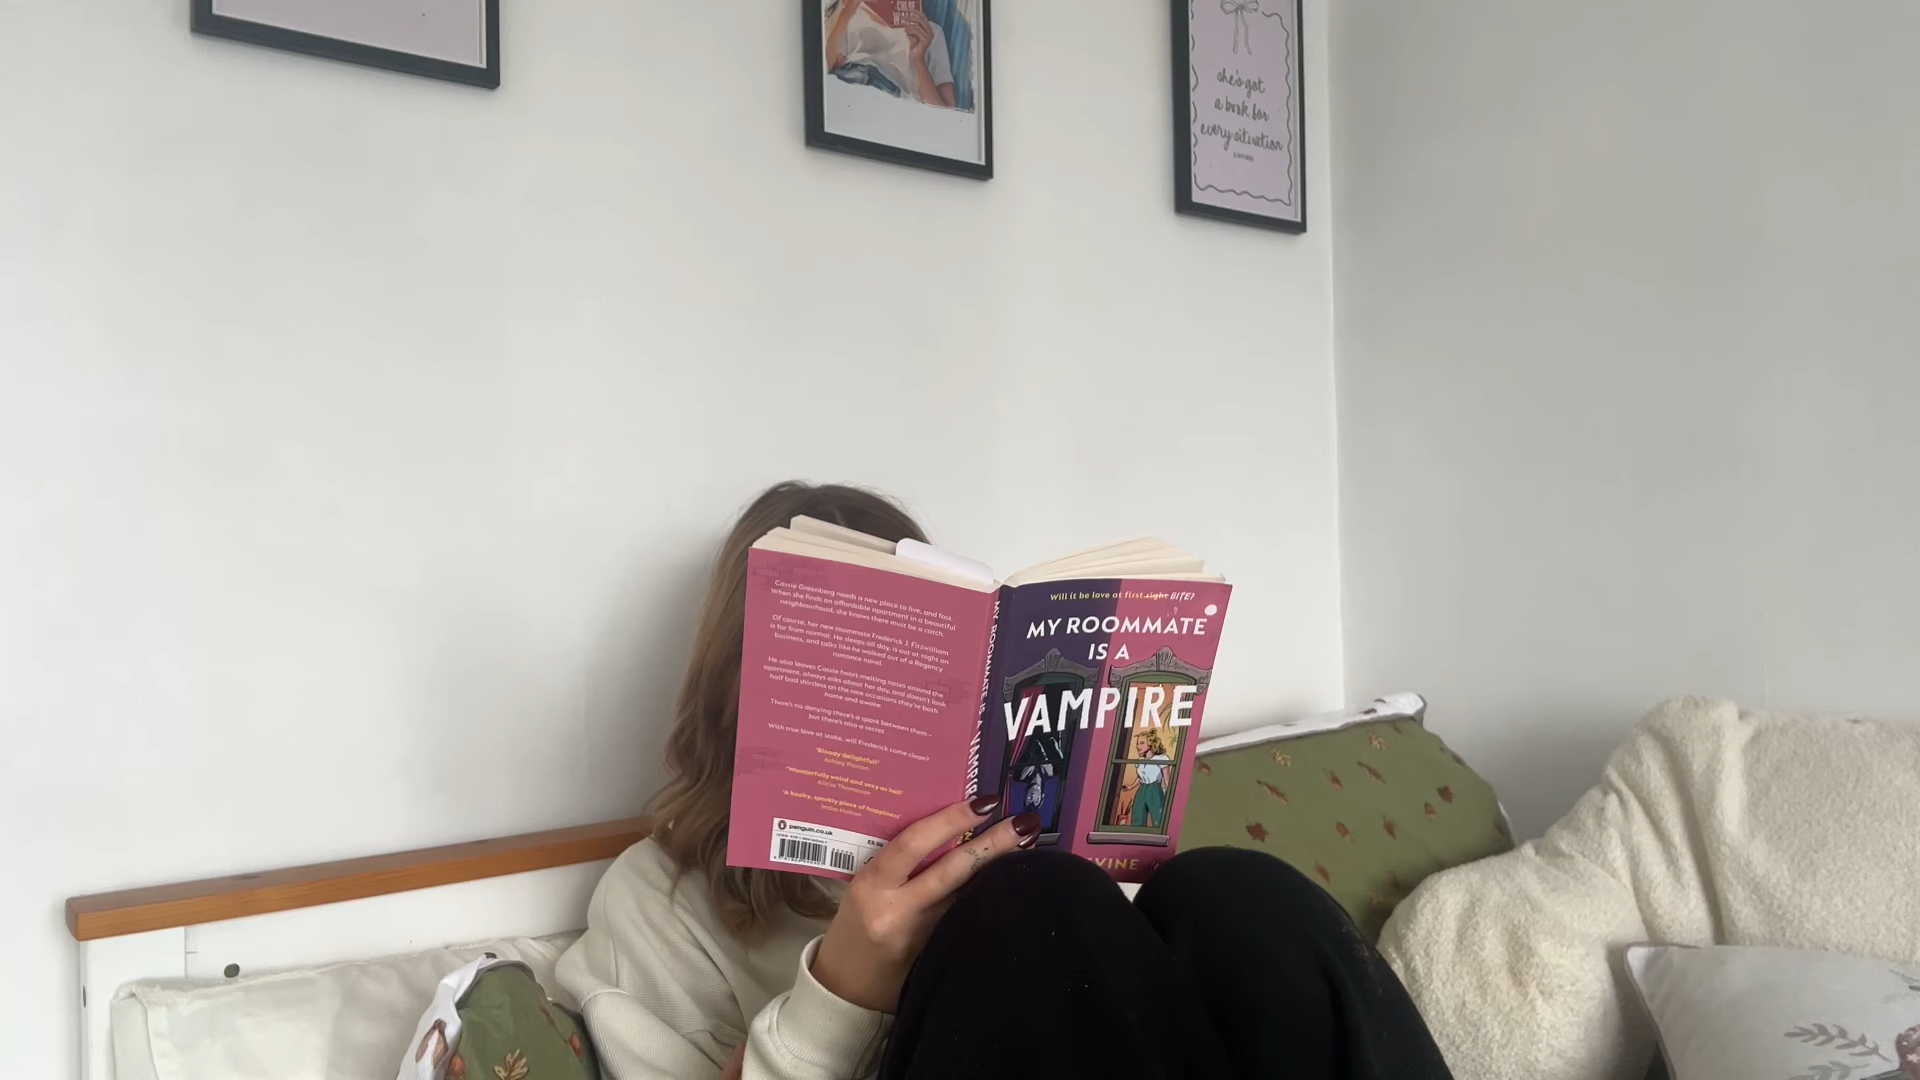 CHLOE
WAL
she's got
a book for
every situation
Cassie Greenberg needs a new place to live, and fast.
When she finds an affordable apartment in a beautiful
neighbourhood, she knows there must be a catch.
Of course, her new roommate Frederick J. Fitzwilliam
is far from normal. He sleeps all day, is out at night on
business, and talks like he walked out of a Regency
romance novel.
He also leaves Cassie heart-melting notes around the
apartment, always asks about her day, and doesn't look
half bad shirtless on the rare occasions they're both
home and awake.
There's no denying there's a spark between them –
but there's also a secret
With true love at stake, will Frederick come clean?
'Bloody delightful!'
Ashley Poston
'Wonderfully weird and sexy as hell'
Alicia Thompson
'A kooky, sparkly piece of happiness'
Sangu
penguin.co.uk
MY ROOMMATE IS A VAMPIRE
Will it be love at first sight BITE?
MY ROOMMATE
IS A
VAMPIRE
EVINE